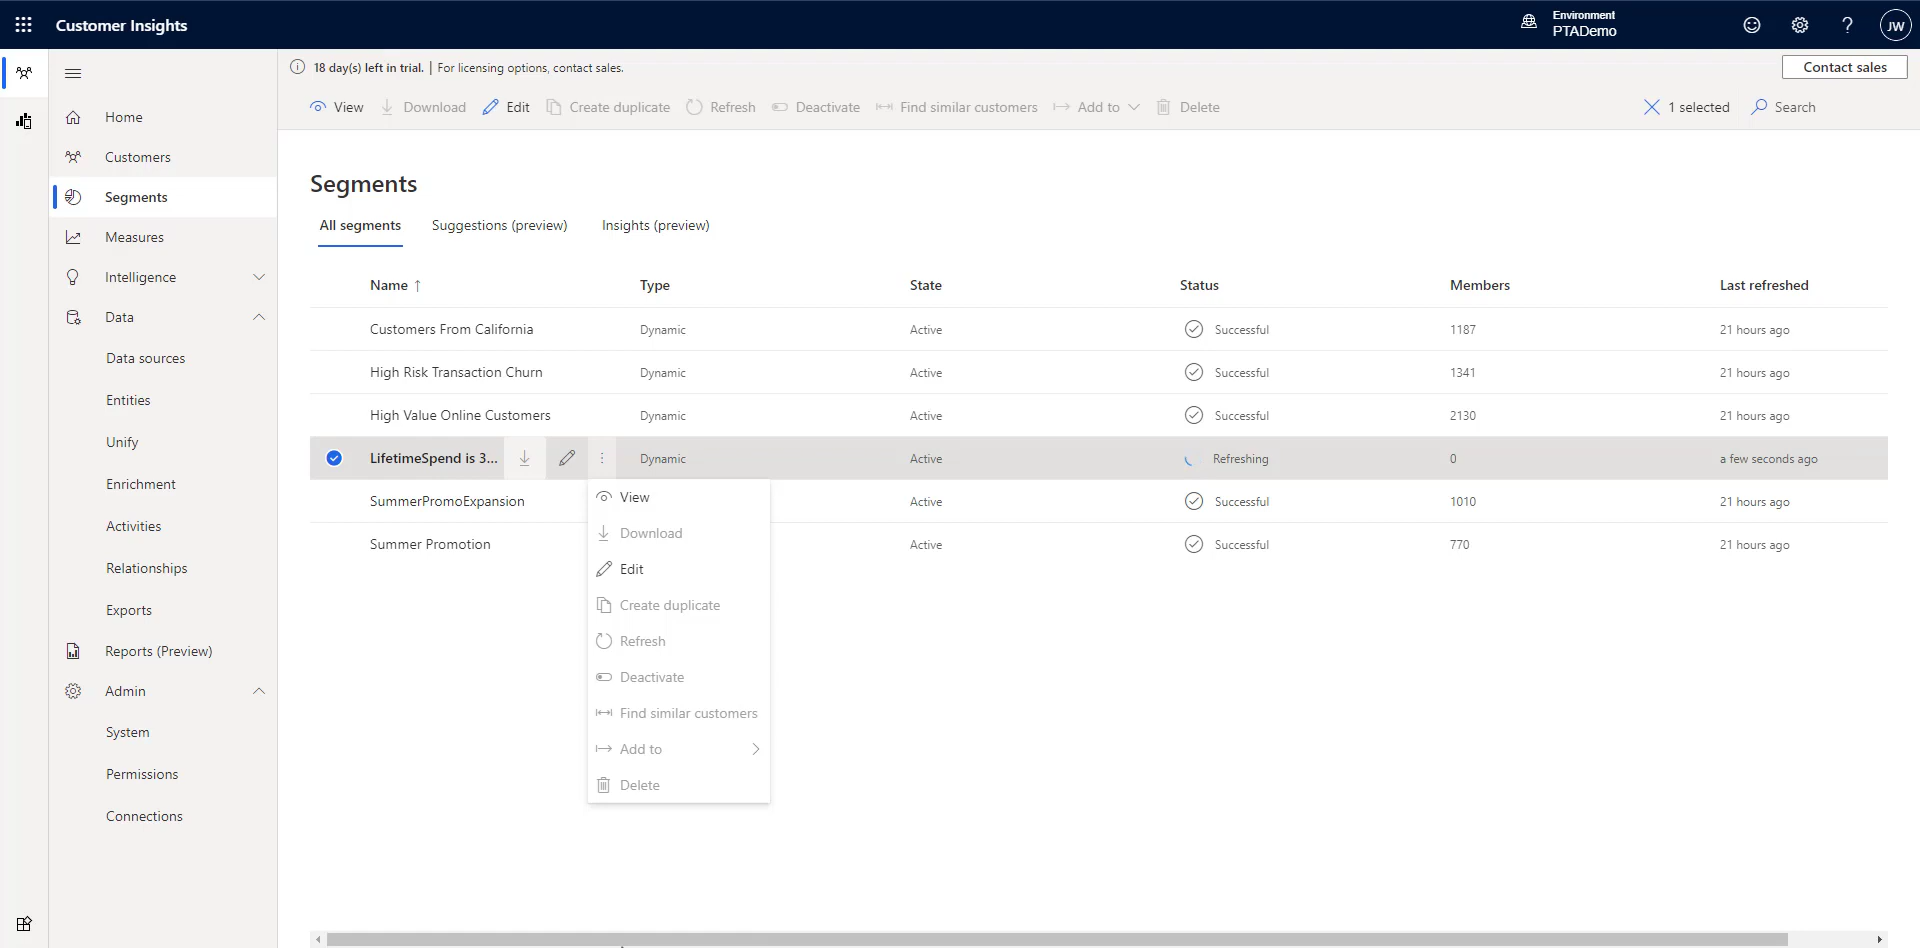 Customer Insights
Environment
PTADemo
JW
18 day(s) left in trial. | For licensing options, contact sales.
Contact sales
View Download Edit Create duplicate Refresh Deactivate Find similar customers Add to Delete
1 selected Search
Home
Customers
Segments
Measures
Intelligence
Data
Data sources
Entities
Unify
Enrichment
Activities
Relationships
Exports
Reports (Preview)
Admin
System
Permissions
Connections
Segments
All segments Suggestions (preview) Insights (preview)
Name ↑ Type State Status Members Last refreshed
Customers From California Dynamic Active Successful 1187 21 hours ago
High Risk Transaction Churn Dynamic Active Successful 1341 21 hours ago
High Value Online Customers Dynamic Active Successful 2130 21 hours ago
LifetimeSpend is 3... Dynamic Active Refreshing 0 a few seconds ago
SummerPromoExpansion Active Successful 1010 21 hours ago
Summer Promotion Active Successful 770 21 hours ago
View
Download
Edit
Create duplicate
Refresh
Deactivate
Find similar customers
Add to
Delete